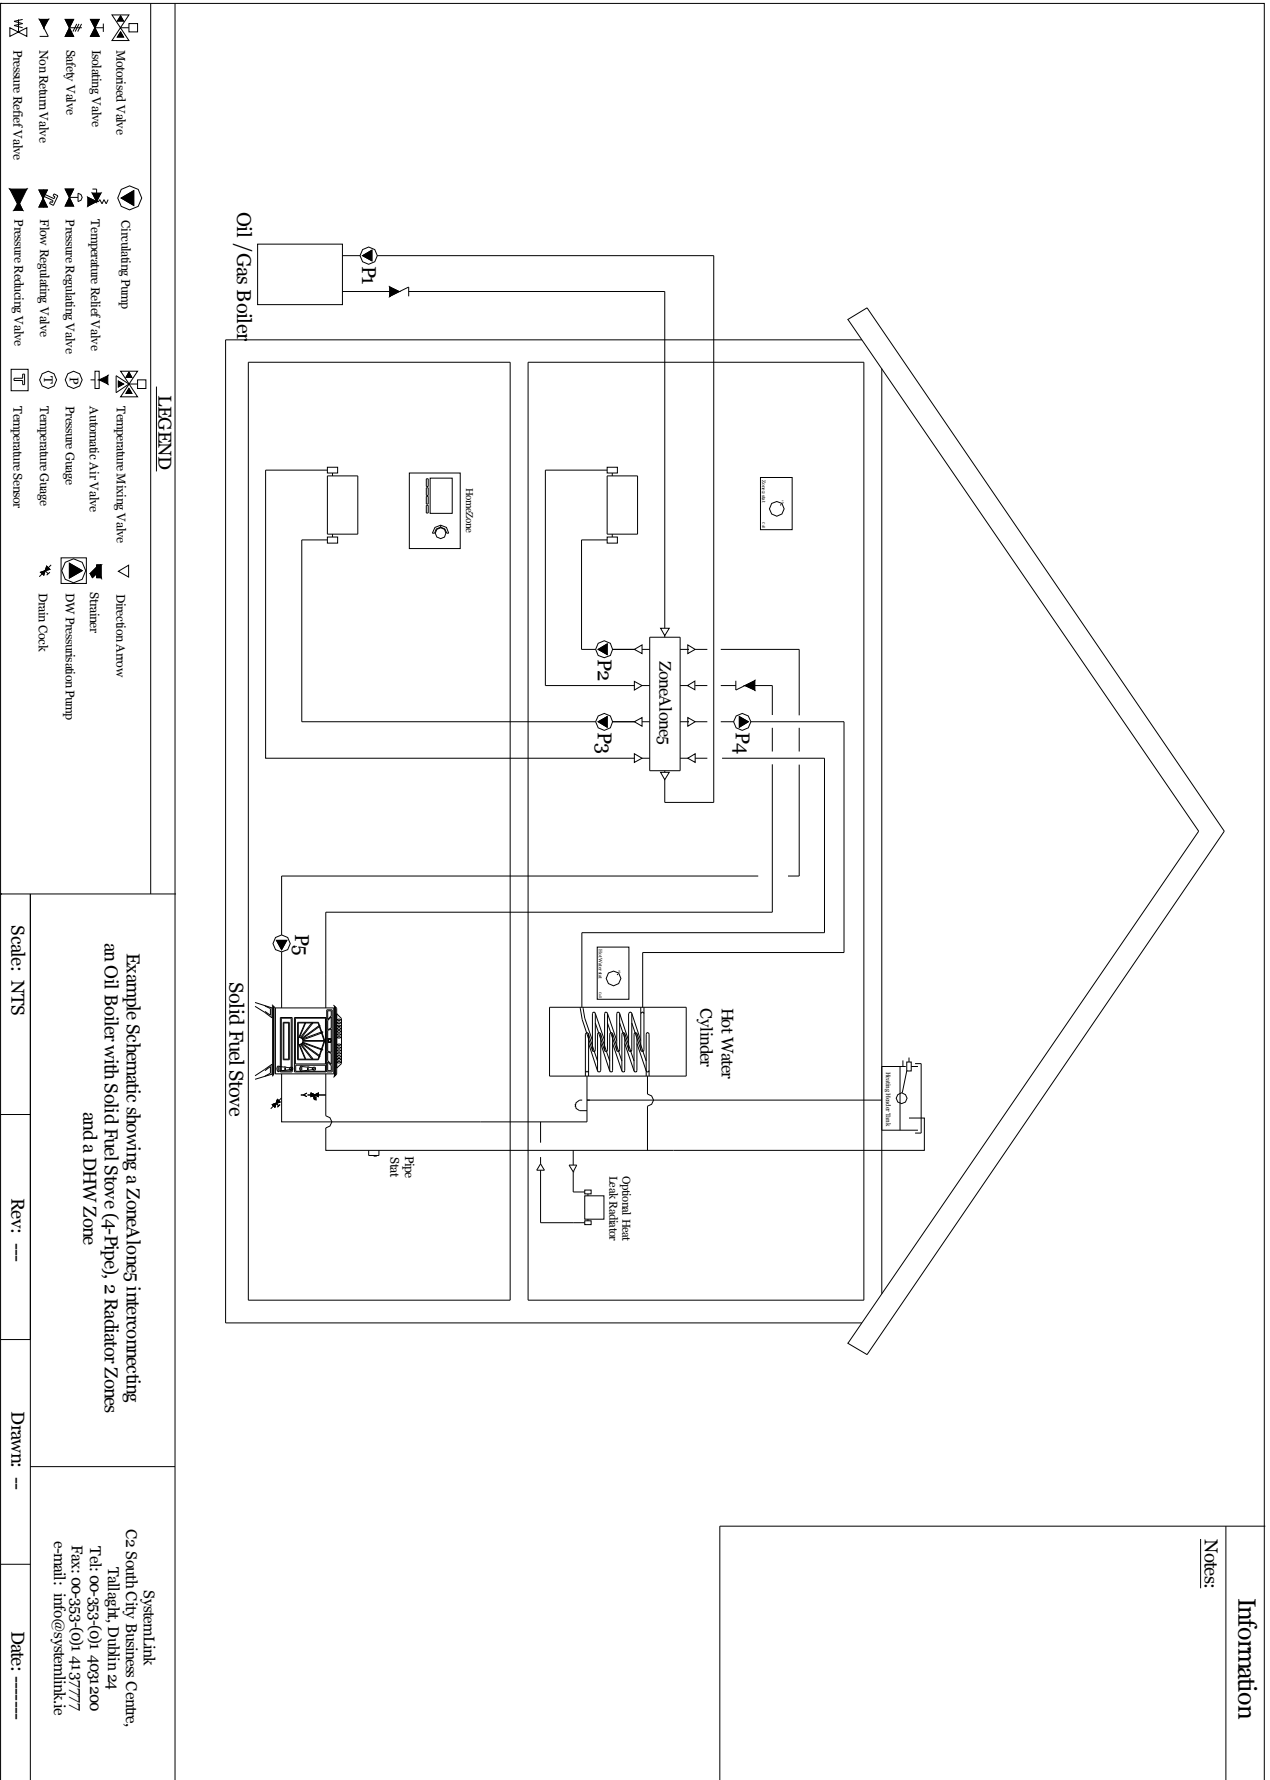 Information
Notes:
Zonestat
Oil /Gas Boiler
P1
HomeZone
P2
P3
ZoneAlone5
P4
P5
Solid Fuel Stove
Hot Water
Cylinder
Heating Header Tank
Pipe
Stat
Optional Heat
Leak Radiator
LEGEND
Motorised Valve
Isolating Valve
Safety Valve
Non Return Valve
Pressure Relief Valve
Circulating Pump
Temperature Relief Valve
Pressure Regulating Valve
Flow Regulating Valve
Pressure Reducing Valve
Temperature Mixing Valve
Automatic Air Valve
P Pressure Guage
T Temperature Guage
T Temperature Sensor
Direction Arrow
Strainer
DW Pressurisation Pump
Drain Cock
Example Schematic showing a ZoneAlone5 interconnecting
an Oil Boiler with Solid Fuel Stove (4-Pipe), 2 Radiator Zones
and a DHW Zone
SystemLink
C2 South City Business Centre,
Tallaght, Dublin 24
Tel: 00-353-(0)1 4031200
Fax: 00-353-(0)1 4137777
e-mail: info@systemlink.ie
Scale: NTS
Rev: ---
Drawn: --
Date: -------